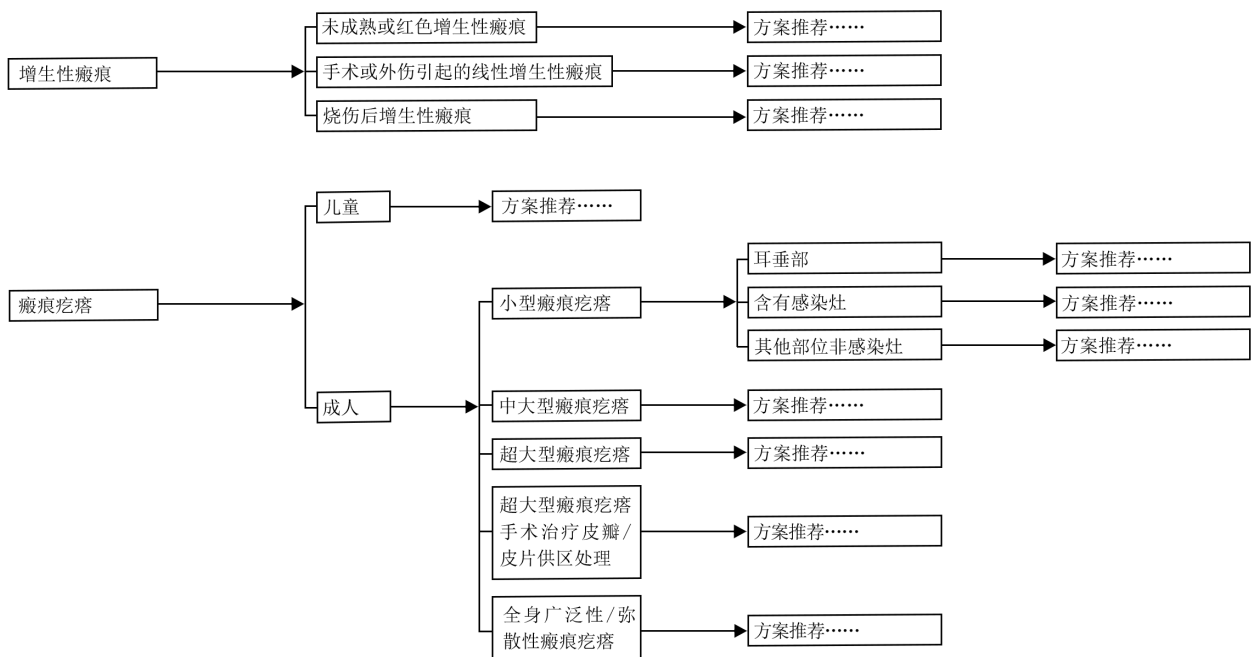 增生性瘢痕
未成熟或红色增生性瘢痕
方案推荐……
手术或外伤引起的线性增生性瘢痕
方案推荐……
烧伤后增生性瘢痕
方案推荐……
瘢痕疙瘩
儿童
方案推荐……
成人
小型瘢痕疙瘩
耳垂部
方案推荐……
含有感染灶
方案推荐……
其他部位非感染灶
方案推荐……
中大型瘢痕疙瘩
方案推荐……
超大型瘢痕疙瘩
方案推荐……
超大型瘢痕疙瘩
手术治疗皮瓣/
皮片供区处理
方案推荐……
全身广泛性/弥
散性瘢痕疙瘩
方案推荐……